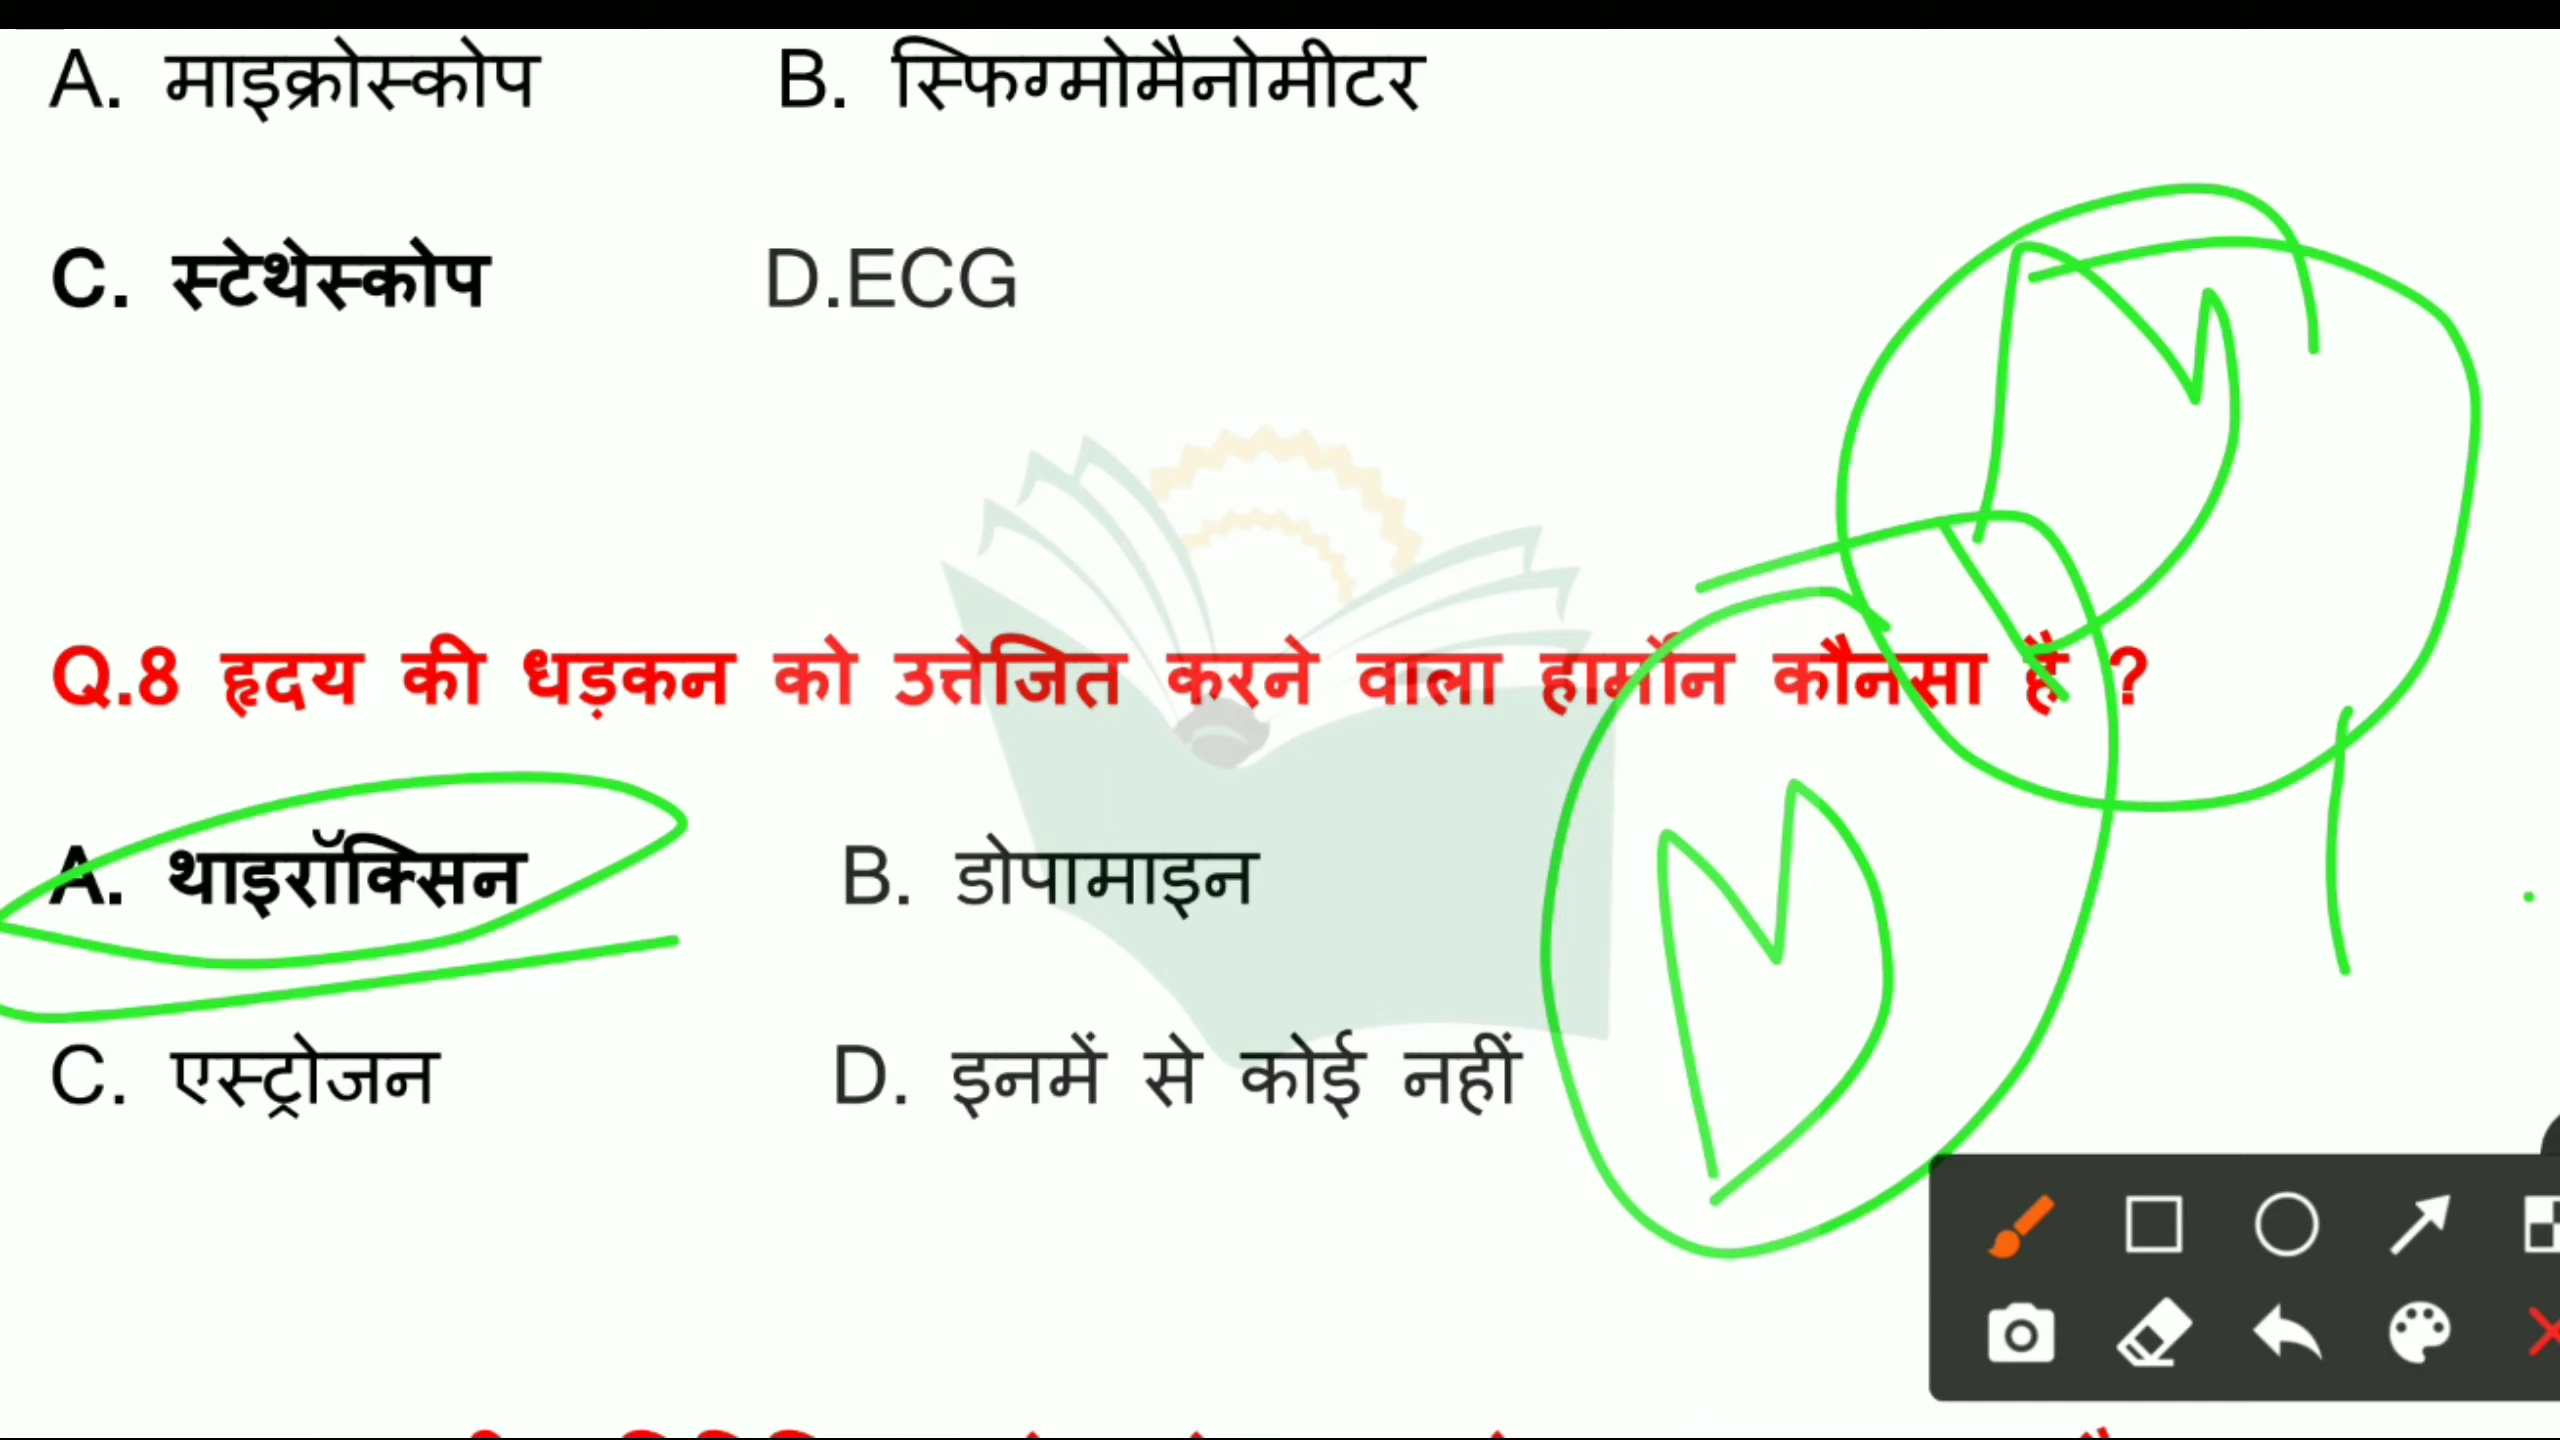 A. माइक्रोस्कोप B. स्फिग्मोमैनोमीटर
C. स्टेथेस्कोप D.ECG
Q.8 हृदय की धड़कन को उत्तेजित करने वाला हार्मोन कौनसा है ?
A. थाइरॉक्सिन B. डोपामाइन
C. एस्ट्रोजन D. इनमें से कोई नहीं